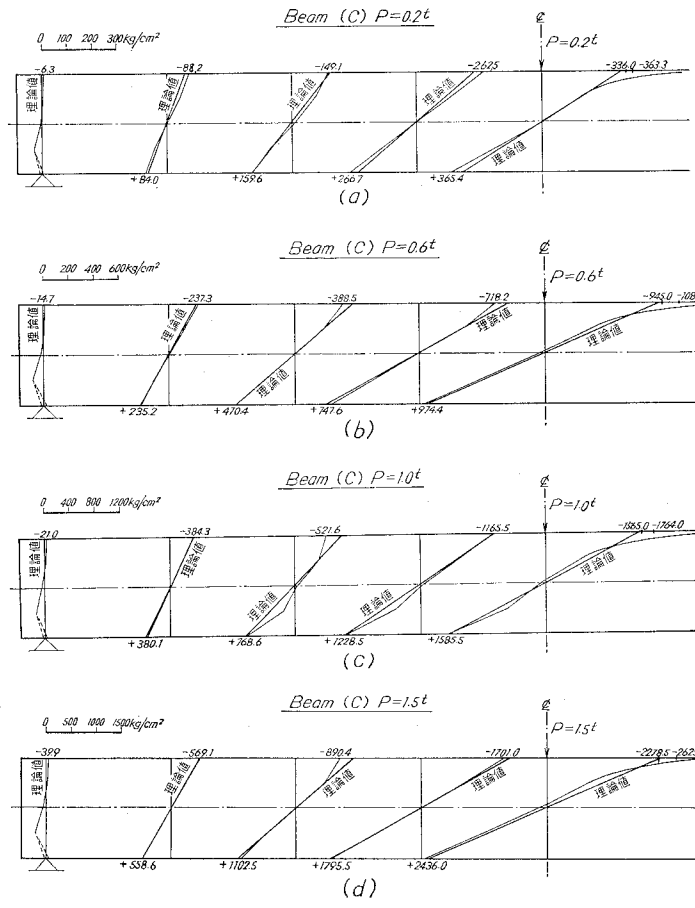 Beam (C) P=0.2t
0 100 200 300 kg/cm²
℄
P=0.2t
-6.3 -88.2 -149.1 -262.5 -336.0 -363.3
理論値 理論値 理論値 理論値 理論値
+84.0 +159.6 +266.7 +365.4
(a)
Beam (C) P=0.6t
0 200 400 600kg/cm²
℄
P=0.6t
-14.7 -237.3 -388.5 -718.2 -945.0 -108
理論値 理論値 理論値 理論値 理論値
+235.2 +470.4 +747.6 +974.4
(b)
Beam (C) P=1.0t
0 400 800 1200kg/cm²
℄
P=1.0t
-21.0 -384.3 -521.6 -1165.5 -1764.0
理論値 理論値 理論値 理論値 理論値
+380.1 +768.6 +1228.5 +1585.5
(c)
Beam (C) P=1.5t
0 500 1000 1500kg/cm²
℄
P=1.5t
-39.9 -569.1 -890.4 -1701.0 -2278.5 -262
理論値 理論値 理論値 理論値 理論値
+558.6 +1102.5 +1795.5 +2436.0
(d)